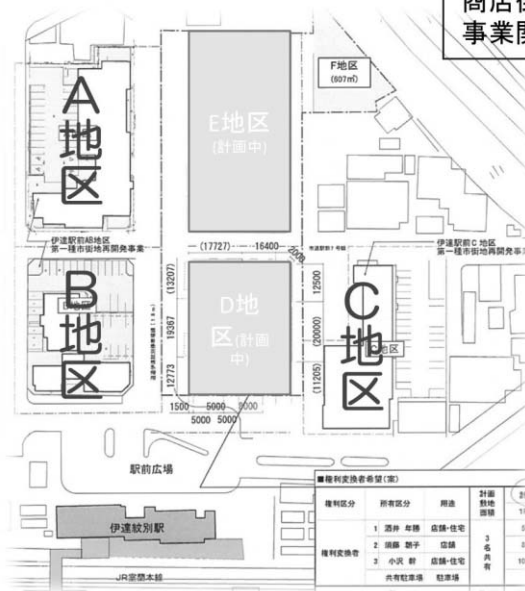 商店街
事業関
F地区
(607㎡)
A
地
区
E地区
(計画中)
伊達駅前AB地区
第一種市街地再開発事業
(17727)
16400
2000
伊達駅前C地区
第一種市街地再開発事業
B
地
区
(13207)
19367
12773
D地
区(計画
中)
12500
(20000)
(11205)
C
地
区
地区
1500
5000
8000
5000
5000
駅前広場
伊達紋別駅
JR室蘭本線
■権利変換者希望(案)
権利区分
所有区分
用途
計画
敷地
面積
権利変換者
1 酒井 年勝 店舗・住宅
2 須藤 朝子 店舗
3 小沢 幹 店舗・住宅
共有駐車場 駐車場
3
名
共
有